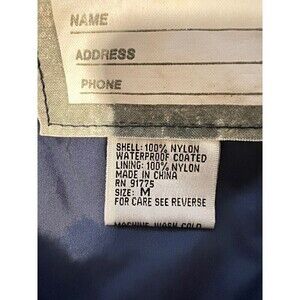 NAME
ADDRESS
PHONE
SHELL: 100% NYLON
WATERPROOF COATED
LINING: 100% NYLON
MADE IN CHINA
RN 91775
SIZE: M
FOR CARE SEE REVERSE
MACHINE WASH COLD